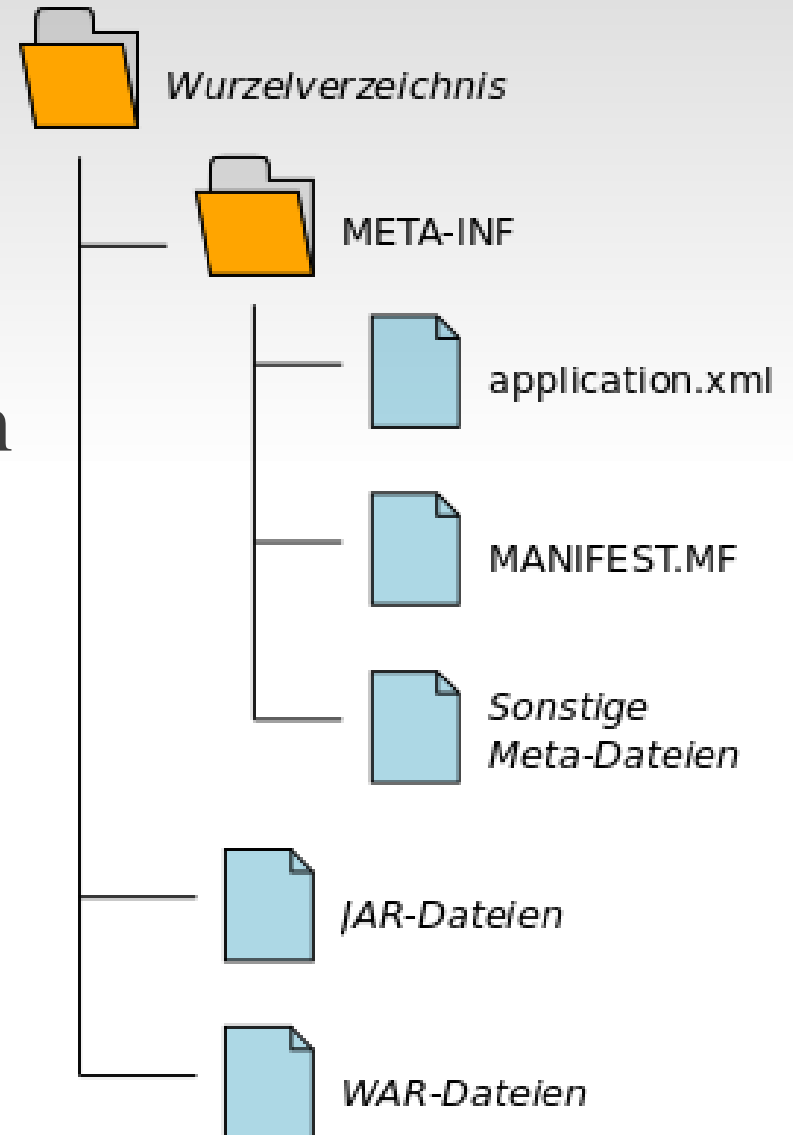 Wurzelverzeichnis
META-INF
application.xml
MANIFEST.MF
Sonstige
Meta-Dateien
JAR-Dateien
WAR-Dateien